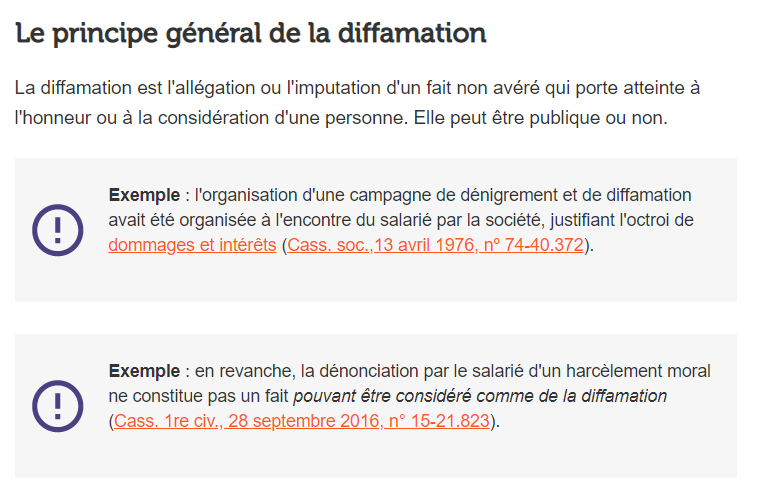 Le principe général de la diffamation
La diffamation est l'allégation ou l'imputation d'un fait non avéré qui porte atteinte à
l'honneur ou à la considération d'une personne. Elle peut être publique ou non.
Exemple : l'organisation d'une campagne de dénigrement et de diffamation
avait été organisée à l'encontre du salarié par la société, justifiant l'octroi de
dommages et intérêts (Cass. soc.,13 avril 1976, nº 74-40.372).
Exemple : en revanche, la dénonciation par le salarié d'un harcèlement moral
ne constitue pas un fait pouvant être considéré comme de la diffamation
(Cass. 1re civ., 28 septembre 2016, n° 15-21.823).